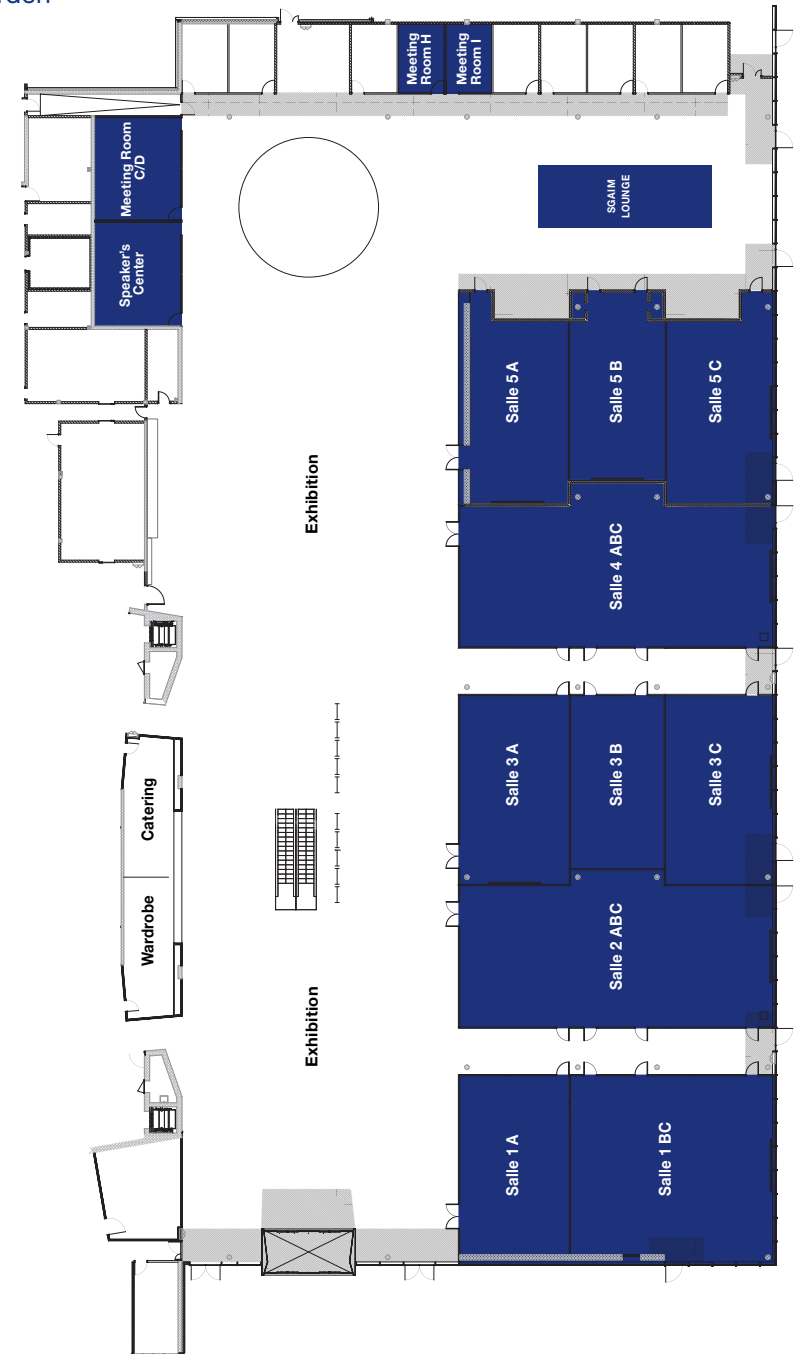 rden
Meeting
Room H
Meeting
Room I
Meeting Room
C/D
Speaker's
Center
SGAIM
LOUNGE
Exhibition
Salle 5 A
Salle 5 B
Salle 5 C
Salle 4 ABC
Catering
Wardrobe
Salle 3 A
Salle 3 B
Salle 3 C
Salle 2 ABC
Exhibition
Salle 1 A
Salle 1 BC